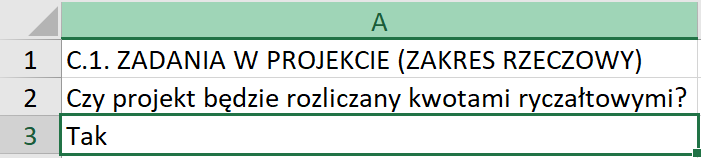 A
1 C.1. ZADANIA W PROJEKCIE (ZAKRES RZECZOWY)
2 Czy projekt będzie rozliczany kwotami ryczałtowymi?
3 Tak